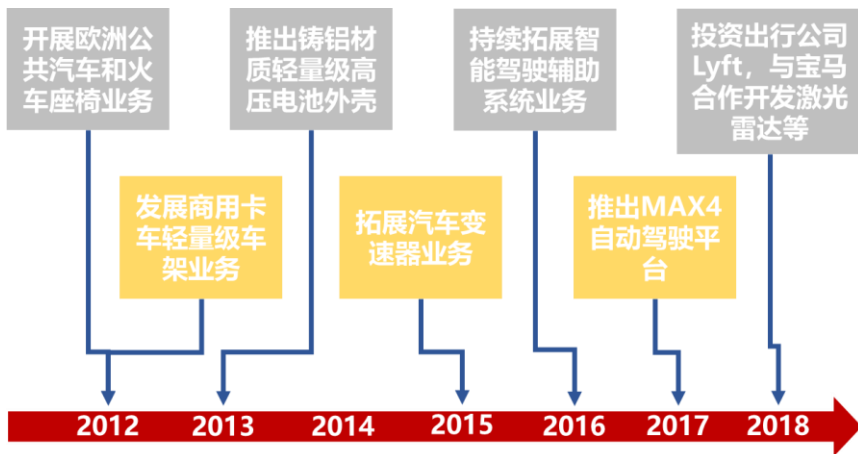 开展欧洲公
共汽车和火
车座椅业务
推出铸铝材
质轻量级高
压电池外壳
持续拓展智
能驾驶辅助
系统业务
投资出行公司
Lyft，与宝马
合作开发激光
雷达等
发展商用卡
车轻量级车
架业务
拓展汽车变
速器业务
推出MAX4
自动驾驶平
台
2012
2013
2014
2015
2016
2017
2018